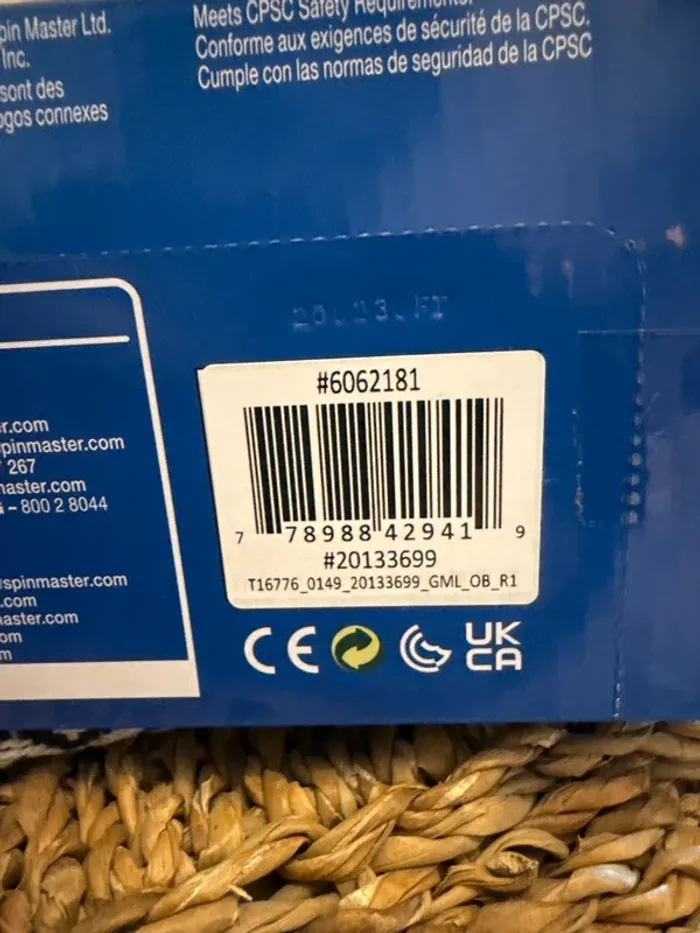 pin Master Ltd.
Inc.
sont des
ogos connexes
Meets CPSC Safety Requirements.
Conforme aux exigences de sécurité de la CPSC.
Cumple con las normas de seguridad de la CPSC
r.com
pinmaster.com
267
master.com
– 800 2 8044
spinmaster.com
.com
aster.com
om
m
#6062181
7 78988 42941 9
#20133699
T16776_0149_20133699_GML_OB_R1
CE
UK
CA